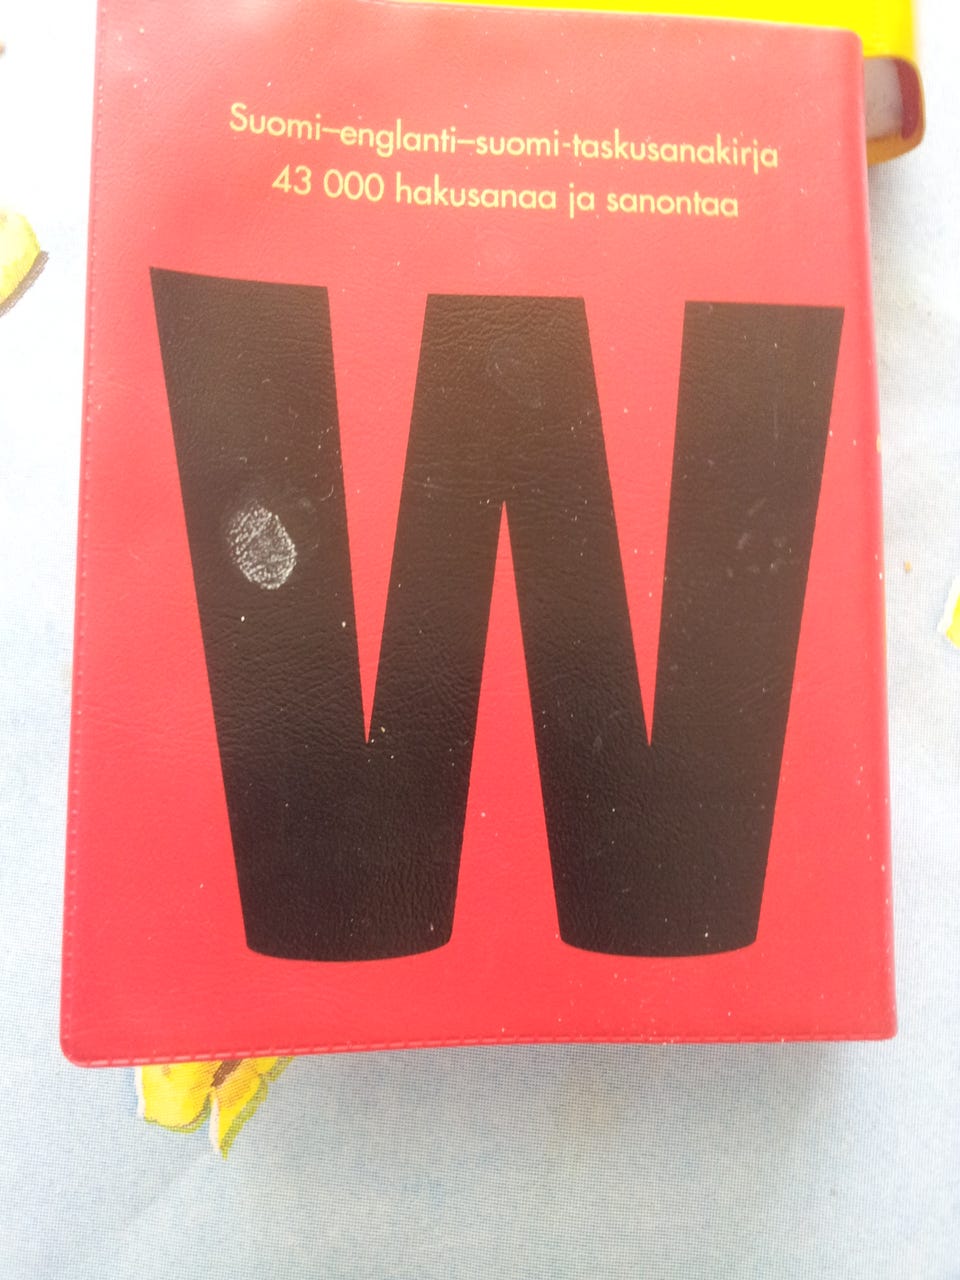 Suomi–englanti–suomi-taskusanakirja
43 000 hakusanaa ja sanontaa
W